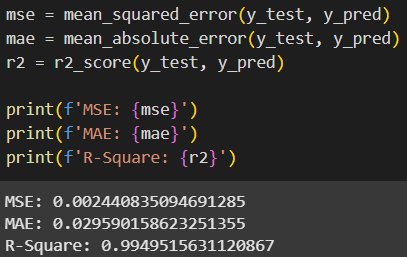 mse = mean_squared_error(y_test, y_pred)
mae = mean_absolute_error(y_test, y_pred)
r2 = r2_score(y_test, y_pred)
print(f'MSE: {mse}')
print(f'MAE: {mae}')
print(f'R-Square: {r2}')
MSE: 0.002440835094691285
MAE: 0.029590158623251355
R-Square: 0.9949515631120867